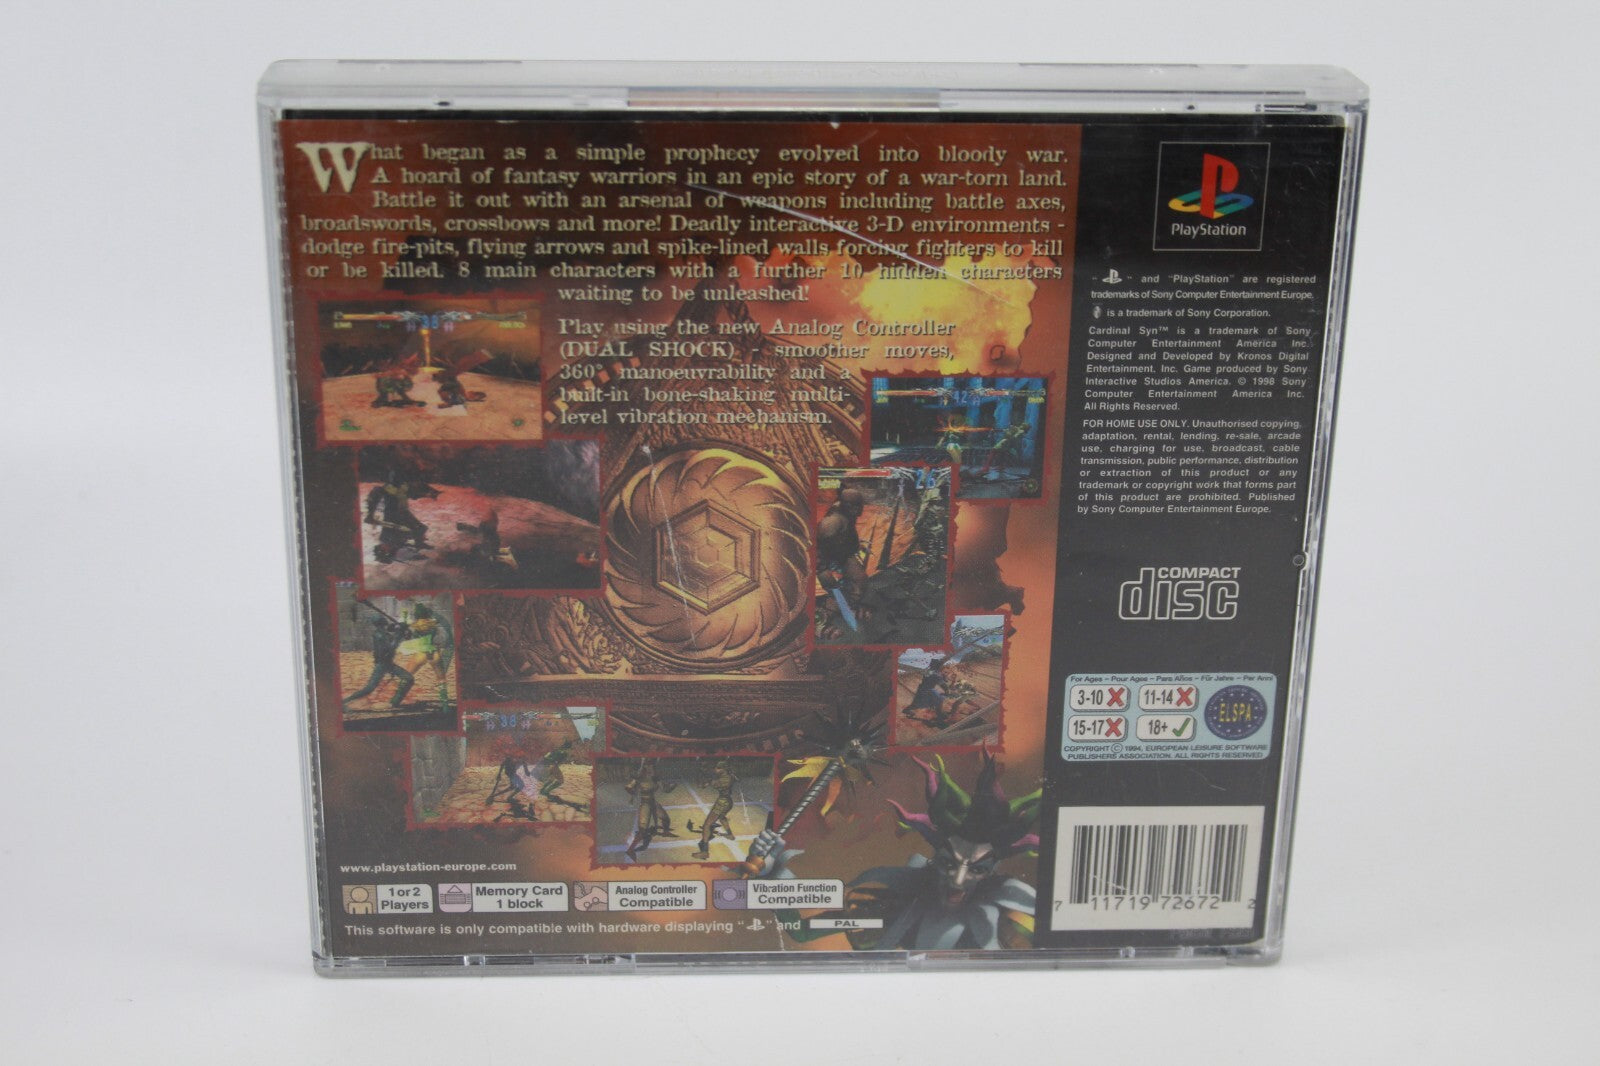 What began as a simple prophecy evolved into bloody war.
A hoard of fantasy warriors in an epic story of a war-torn land.
Battle it out with an arsenal of weapons including battle axes,
broadswords, crossbows and more! Deadly interactive 3-D environments -
dodge fire-pits, flying arrows and spike-lined walls forcing fighters to kill
or be killed. 8 main characters with a further 10 hidden characters
waiting to be unleashed!
Play using the new Analog Controller
(DUAL SHOCK) - smoother moves,
360° manoeuvrability and a
built-in bone-shaking multi-
level vibration mechanism.
38
42
26
38
www.playstation-europe.com
1 or 2
Players
Memory Card
1 block
Analog Controller
Compatible
Vibration Function
Compatible
This software is only compatible with hardware displaying " " and PAL
PlayStation
" " and "PlayStation" are registered
trademarks of Sony Computer Entertainment Europe.
is a trademark of Sony Corporation.
Cardinal Syn™ is a trademark of Sony
Computer Entertainment America Inc.
Designed and Developed by Kronos Digital
Entertainment, Inc. Game produced by Sony
Interactive Studios America. © 1998 Sony
Computer Entertainment America Inc.
All Rights Reserved.
FOR HOME USE ONLY. Unauthorised copying,
adaptation, rental, lending, re-sale, arcade
use, charging for use, broadcast, cable
transmission, public performance, distribution
or extraction of this product or any
trademark or copyright work that forms part
of this product are prohibited. Published
by Sony Computer Entertainment Europe.
COMPACT
disc
For Ages - Pour Ages - Para Años - Für Jahre - Per Anni
3-10 11-14
15-17 18+
ELSPA
COPYRIGHT © 1994, EUROPEAN LEISURE SOFTWARE
PUBLISHERS ASSOCIATION. ALL RIGHTS RESERVED
7 11719 72672 2